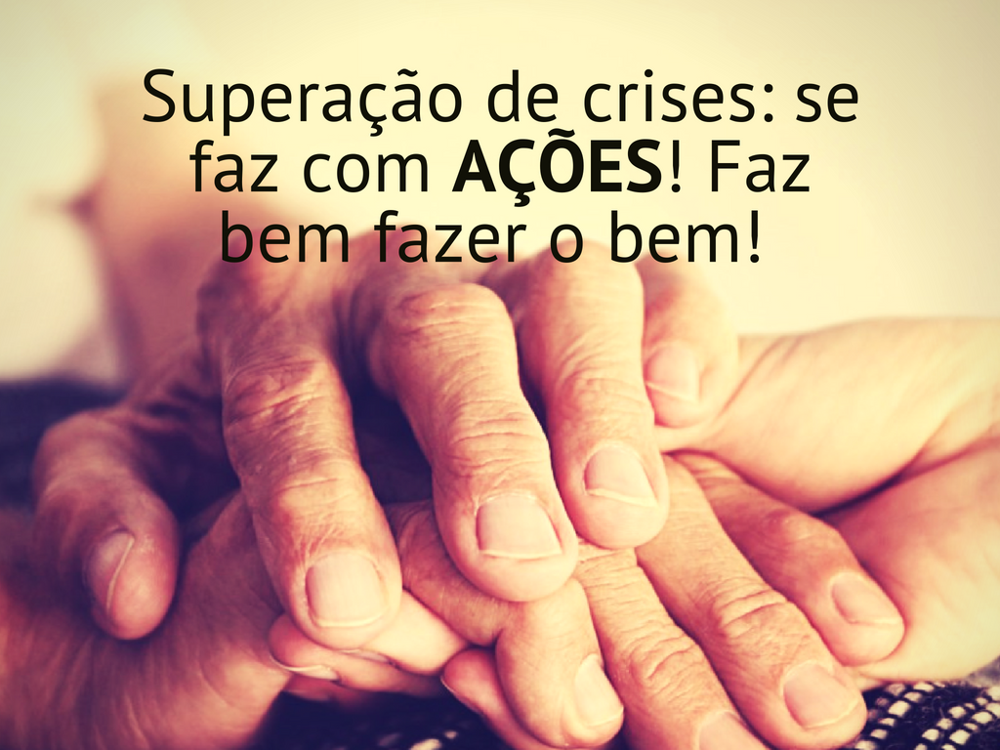 Superação de crises: se
faz com AÇÕES! Faz
bem fazer o bem!